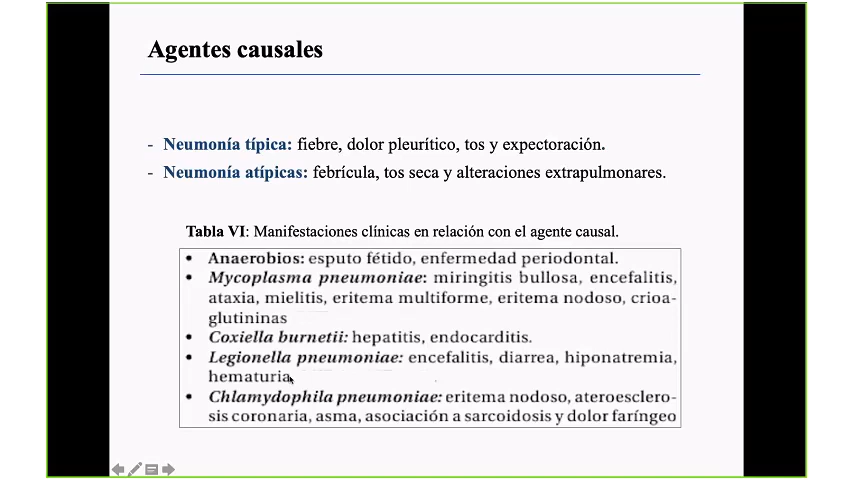 Agentes causales
- Neumonía típica: fiebre, dolor pleurítico, tos y expectoración.
- Neumonía atípicas: febrícula, tos seca y alteraciones extrapulmonares.
Tabla VI: Manifestaciones clínicas en relación con el agente causal.
• Anaerobios: esputo fétido, enfermedad periodontal.
• Mycoplasma pneumoniae: miringitis bullosa, encefalitis,
ataxia, mielitis, eritema multiforme, eritema nodoso, crioa-
glutininas
• Coxiella burnetii: hepatitis, endocarditis.
• Legionella pneumoniae: encefalitis, diarrea, hiponatremia,
hematuria
• Chlamydophila pneumoniae: eritema nodoso, ateroesclero-
sis coronaria, asma, asociación a sarcoidosis y dolor faríngeo